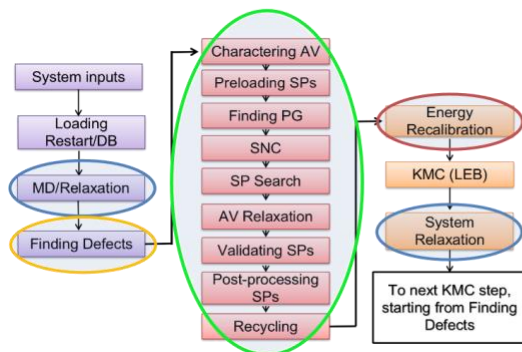 System inputs
Loading
Restart/DB
MD/Relaxation
Finding Defects
Charactering AV
Preloading SPs
Finding PG
SNC
SP Search
AV Relaxation
Validating SPs
Post-processing
SPs
Recycling
Energy
Recalibration
KMC (LEB)
System
Relaxation
To next KMC step,
starting from Finding
Defects